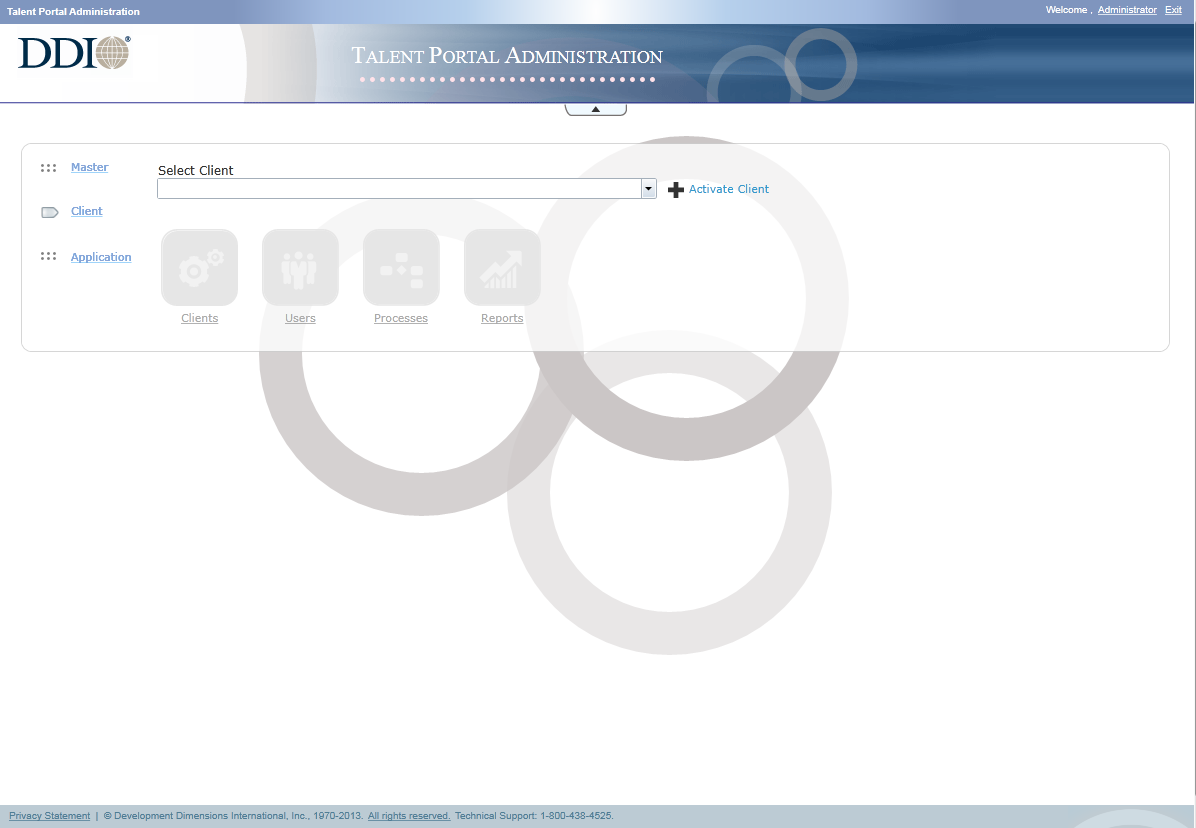 Talent Portal Administration
Welcome , Administrator Exit
DDI®
TALENT PORTAL ADMINISTRATION
Master
Select Client
Activate Client
Client
Application
Clients Users Processes Reports
Privacy Statement | © Development Dimensions International, Inc., 1970-2013. All rights reserved. Technical Support: 1-800-438-4525.